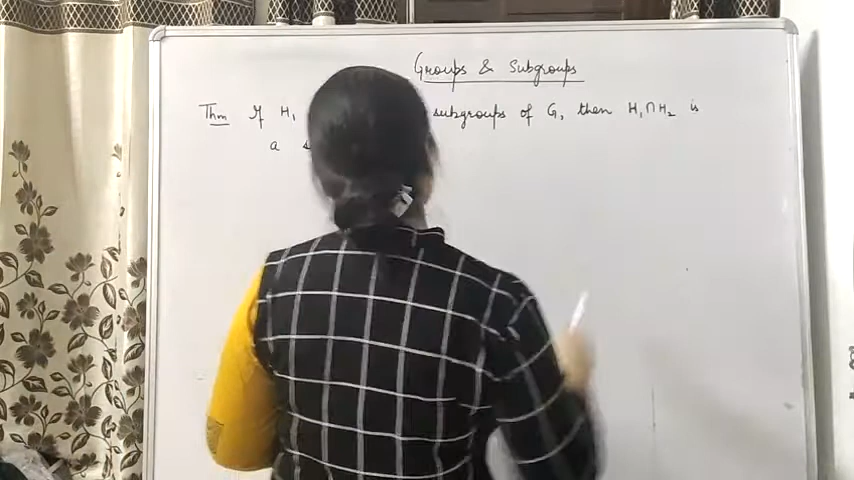 Groups & Subgroups
Thm If H₁ subgroups of G, then H₁∩H₂ is
a